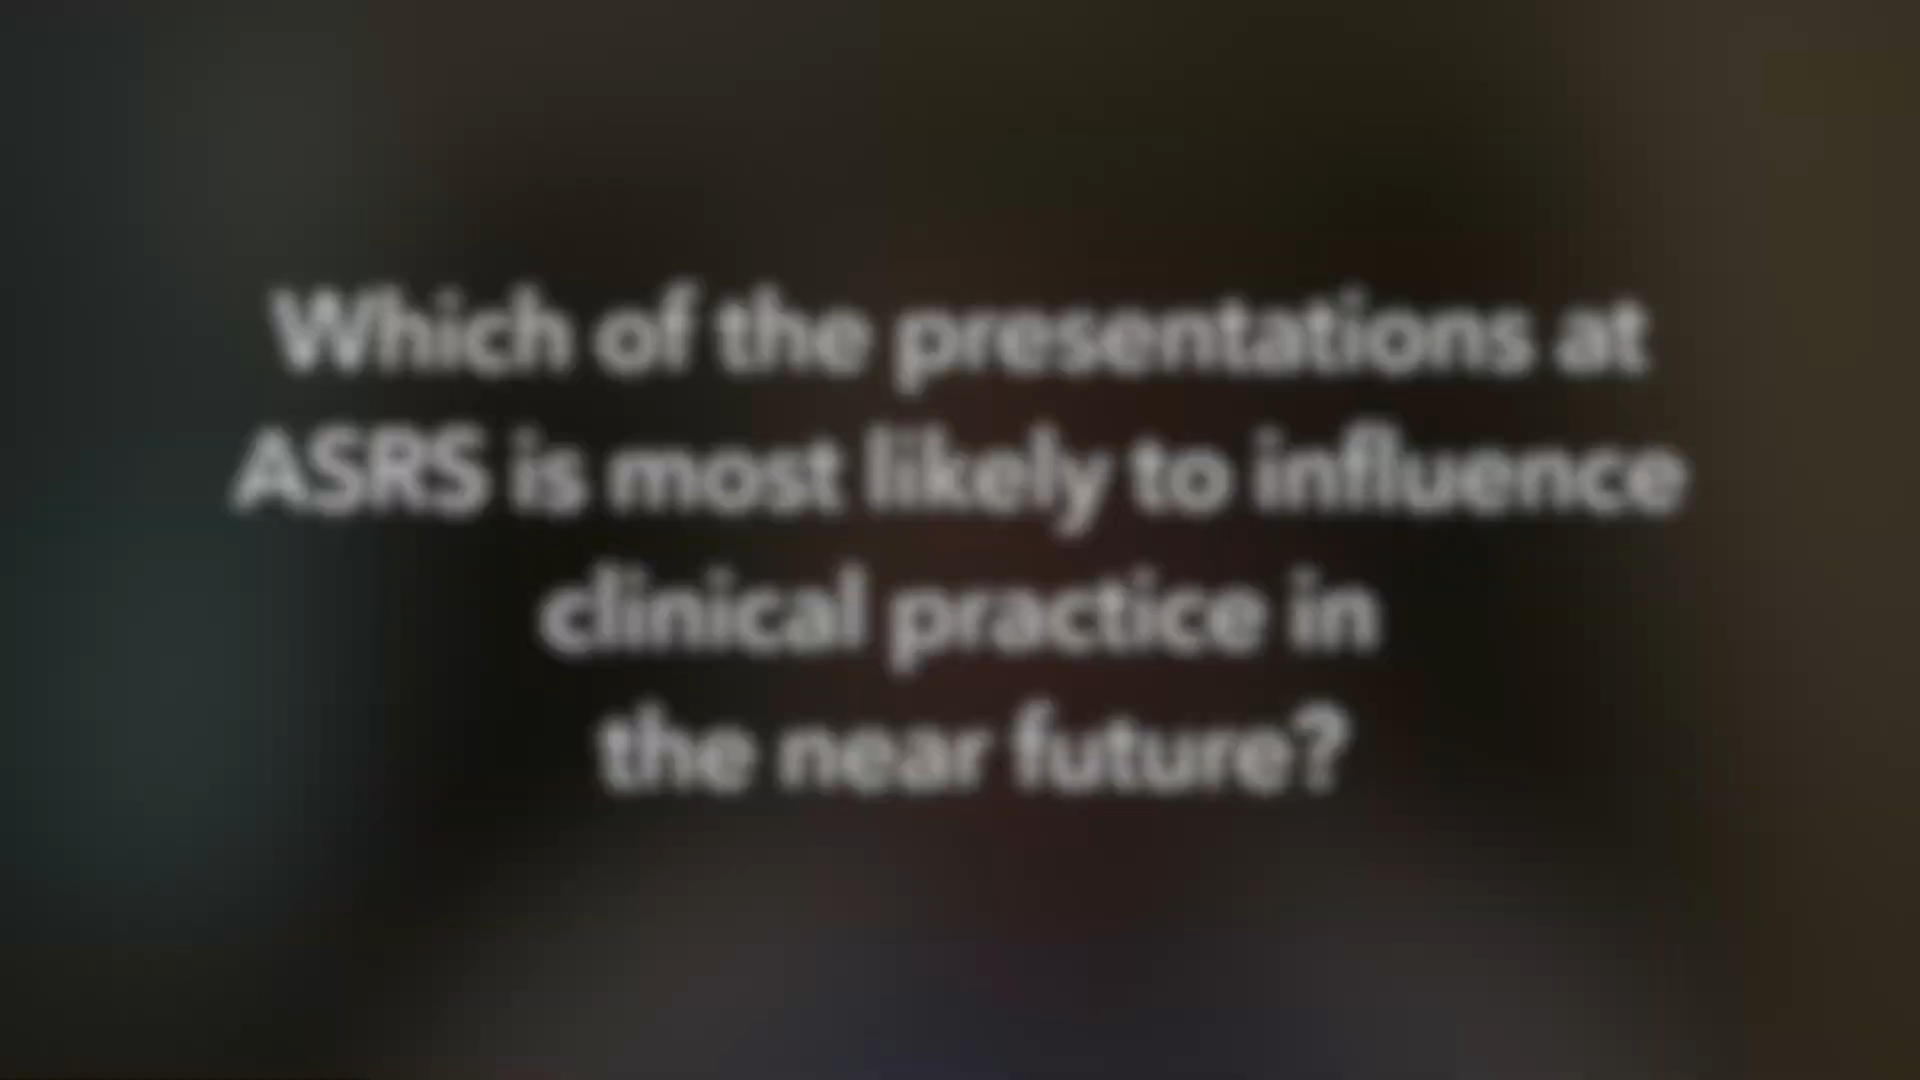 Which of the presentations at
ASRS is most likely to influence
clinical practice in
the near future?